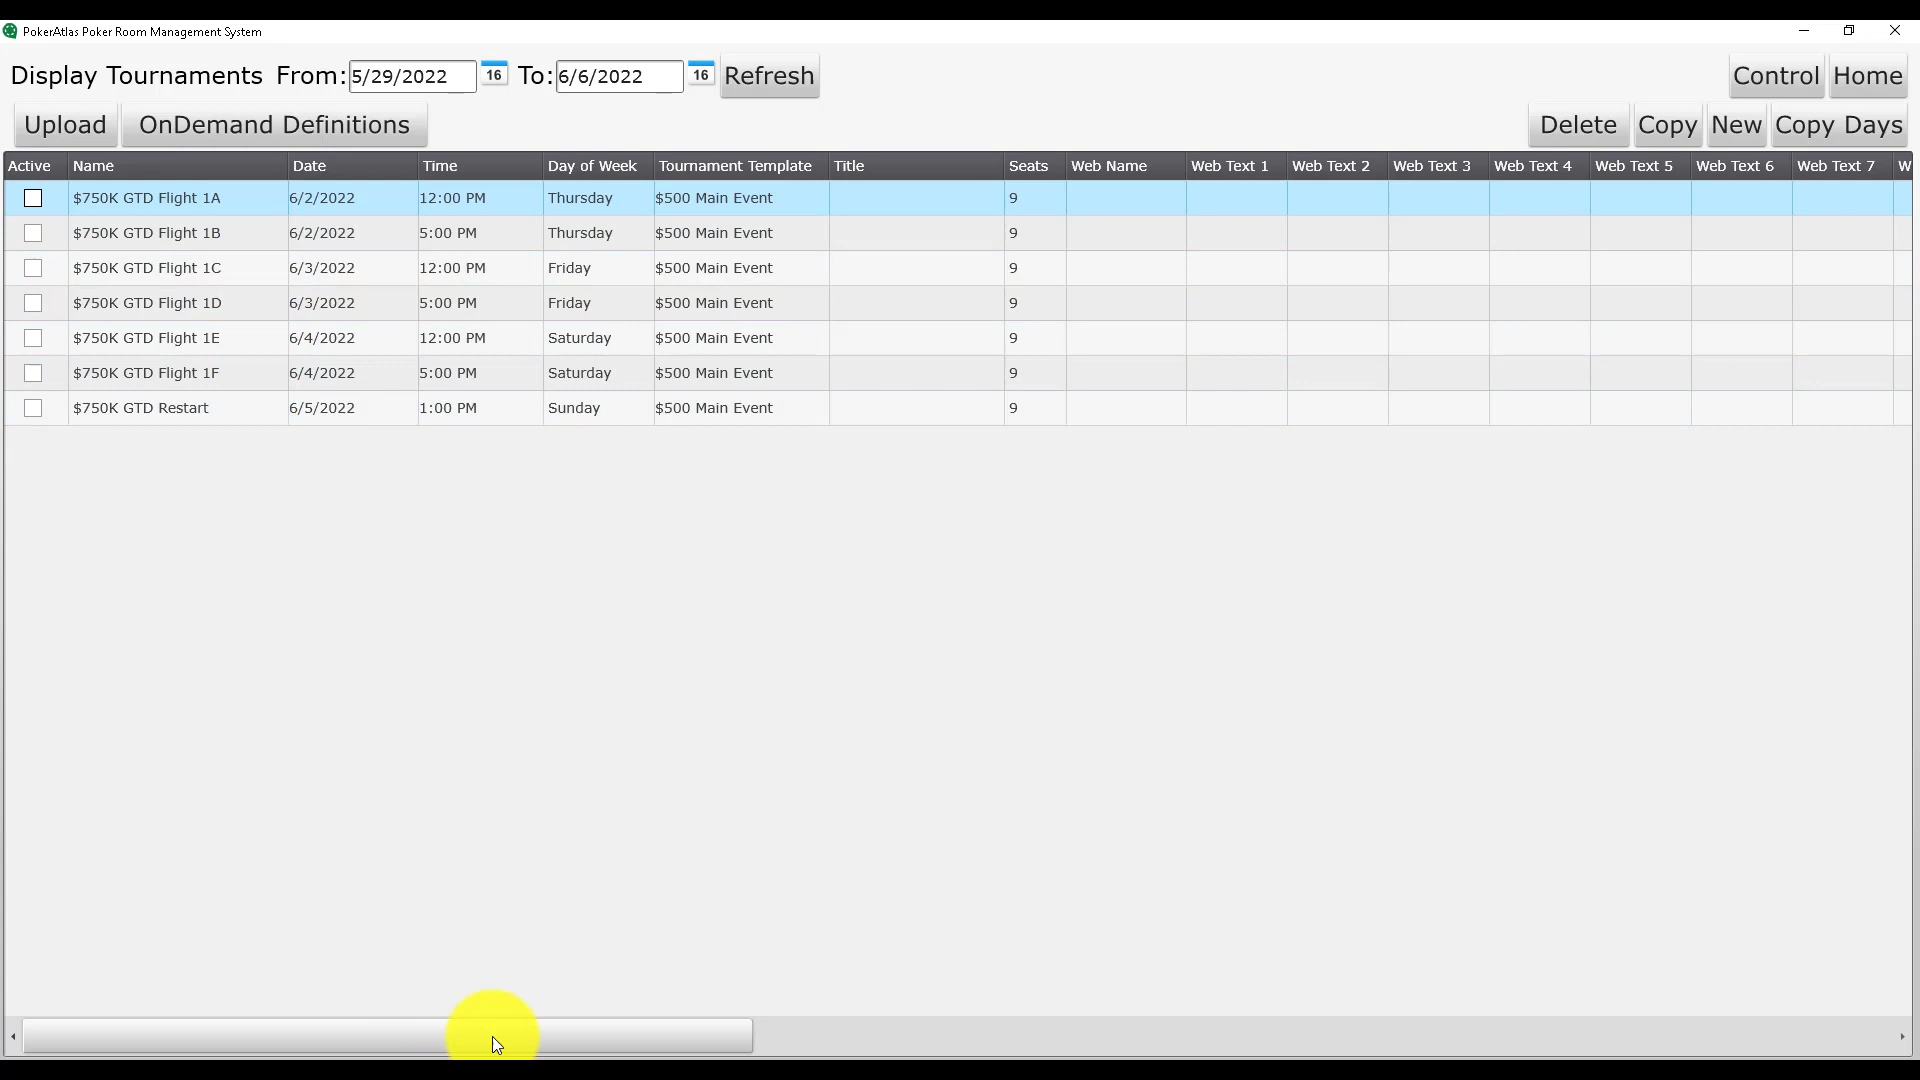 PokerAtlas Poker Room Management System
Display Tournaments From: 5/29/2022 16 To: 6/6/2022 16 Refresh Control Home
Upload OnDemand Definitions Delete Copy New Copy Days
Active Name Date Time Day of Week Tournament Template Title Seats Web Name Web Text 1 Web Text 2 Web Text 3 Web Text 4 Web Text 5 Web Text 6 Web Text 7 W
$750K GTD Flight 1A 6/2/2022 12:00 PM Thursday $500 Main Event 9
$750K GTD Flight 1B 6/2/2022 5:00 PM Thursday $500 Main Event 9
$750K GTD Flight 1C 6/3/2022 12:00 PM Friday $500 Main Event 9
$750K GTD Flight 1D 6/3/2022 5:00 PM Friday $500 Main Event 9
$750K GTD Flight 1E 6/4/2022 12:00 PM Saturday $500 Main Event 9
$750K GTD Flight 1F 6/4/2022 5:00 PM Saturday $500 Main Event 9
$750K GTD Restart 6/5/2022 1:00 PM Sunday $500 Main Event 9